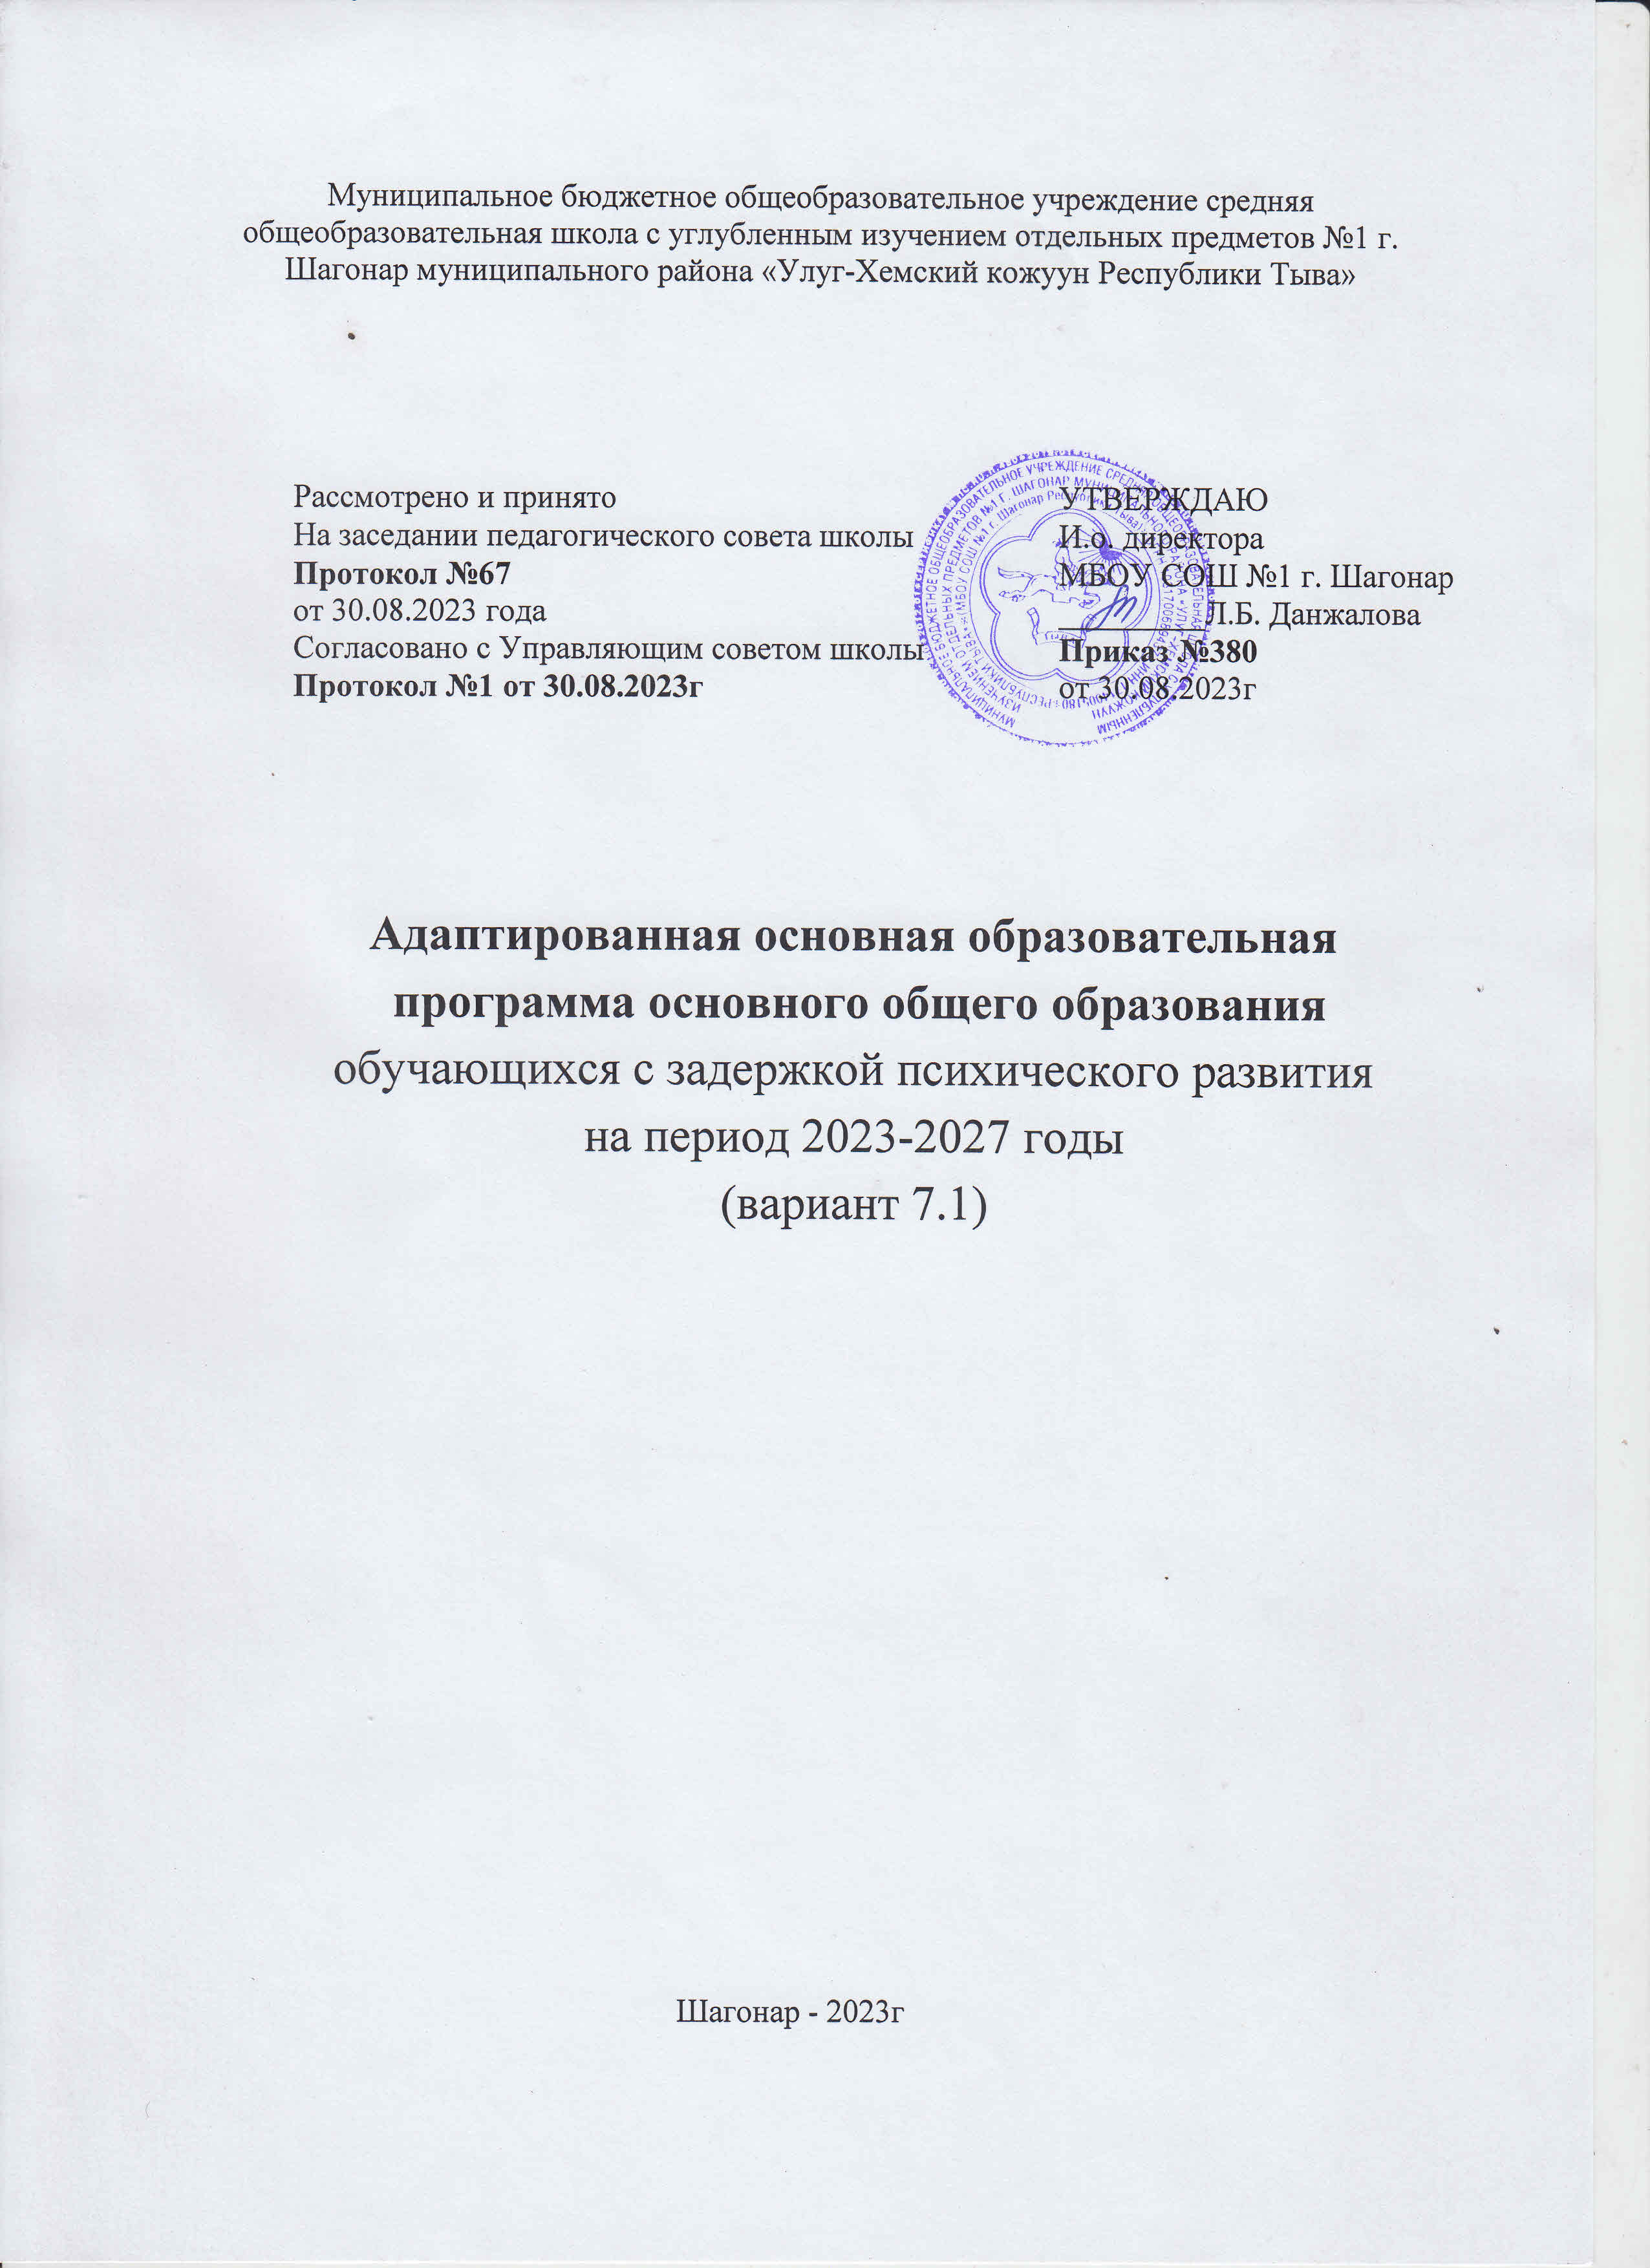 Муниципальное бюджетное общеобразовательное учреждение средняя
общеобразовательная школа с углубленным изучением отдельных предметов №1 г.
Шагонар муниципального района «Улуг-Хемский кожуун Республики Тыва»
Рассмотрено и принято
На заседании педагогического совета школы
Протокол №67
от 30.08.2023 года
Согласовано с Управляющим советом школы
Протокол №1 от 30.08.2023г
УТВЕРЖДАЮ
И.о. директора
МБОУ СОШ №1 г. Шагонар
__________Л.Б. Данжалова
Приказ №380
от 30.08.2023г
Адаптированная основная образовательная
программа основного общего образования
обучающихся с задержкой психического развития
на период 2023-2027 годы
(вариант 7.1)
Шагонар - 2023г